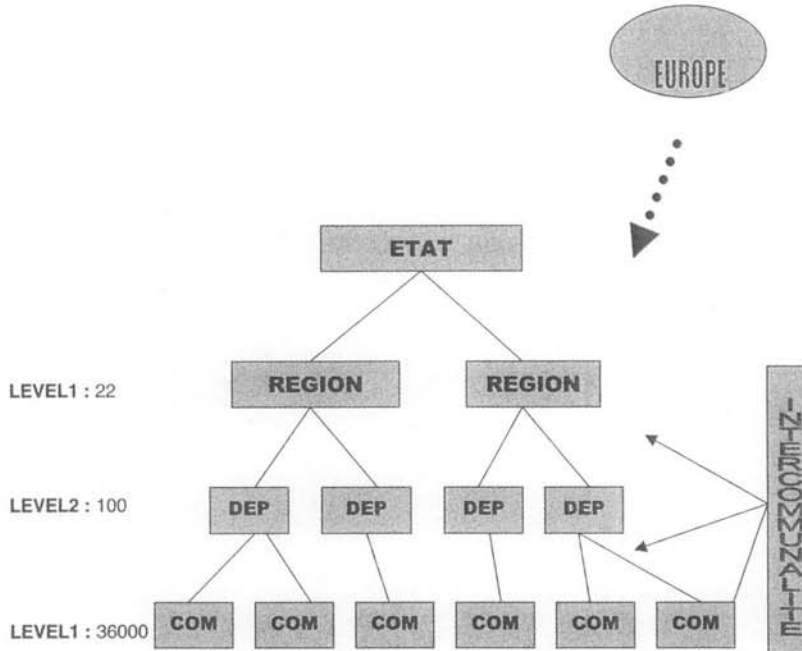 EUROPE
ETAT
LEVEL1 : 22
REGION
REGION
LEVEL2 : 100
DEP
DEP
DEP
DEP
LEVEL1 : 36000
COM
COM
COM
COM
COM
COM
INTERCOMMUNALITE